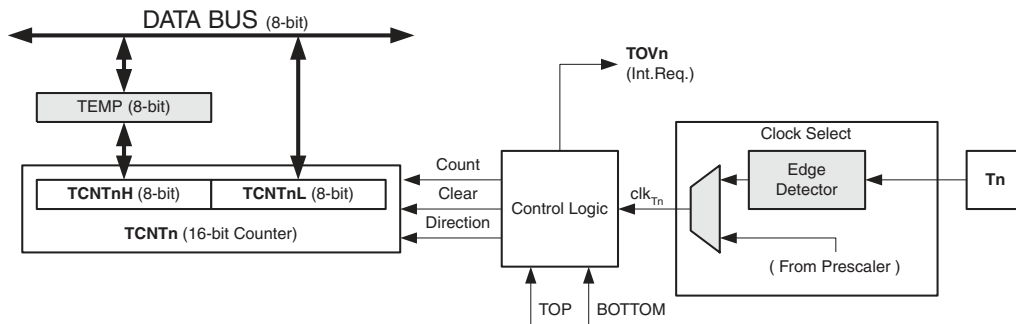 DATA BUS (8-bit)
TOVn
(Int.Req.)
TEMP (8-bit)
Clock Select
Count
Edge
Detector
Tn
TCNTnH (8-bit)
TCNTnL (8-bit)
Clear
Control Logic
clkTn
TCNTn (16-bit Counter)
Direction
( From Prescaler )
TOP
BOTTOM